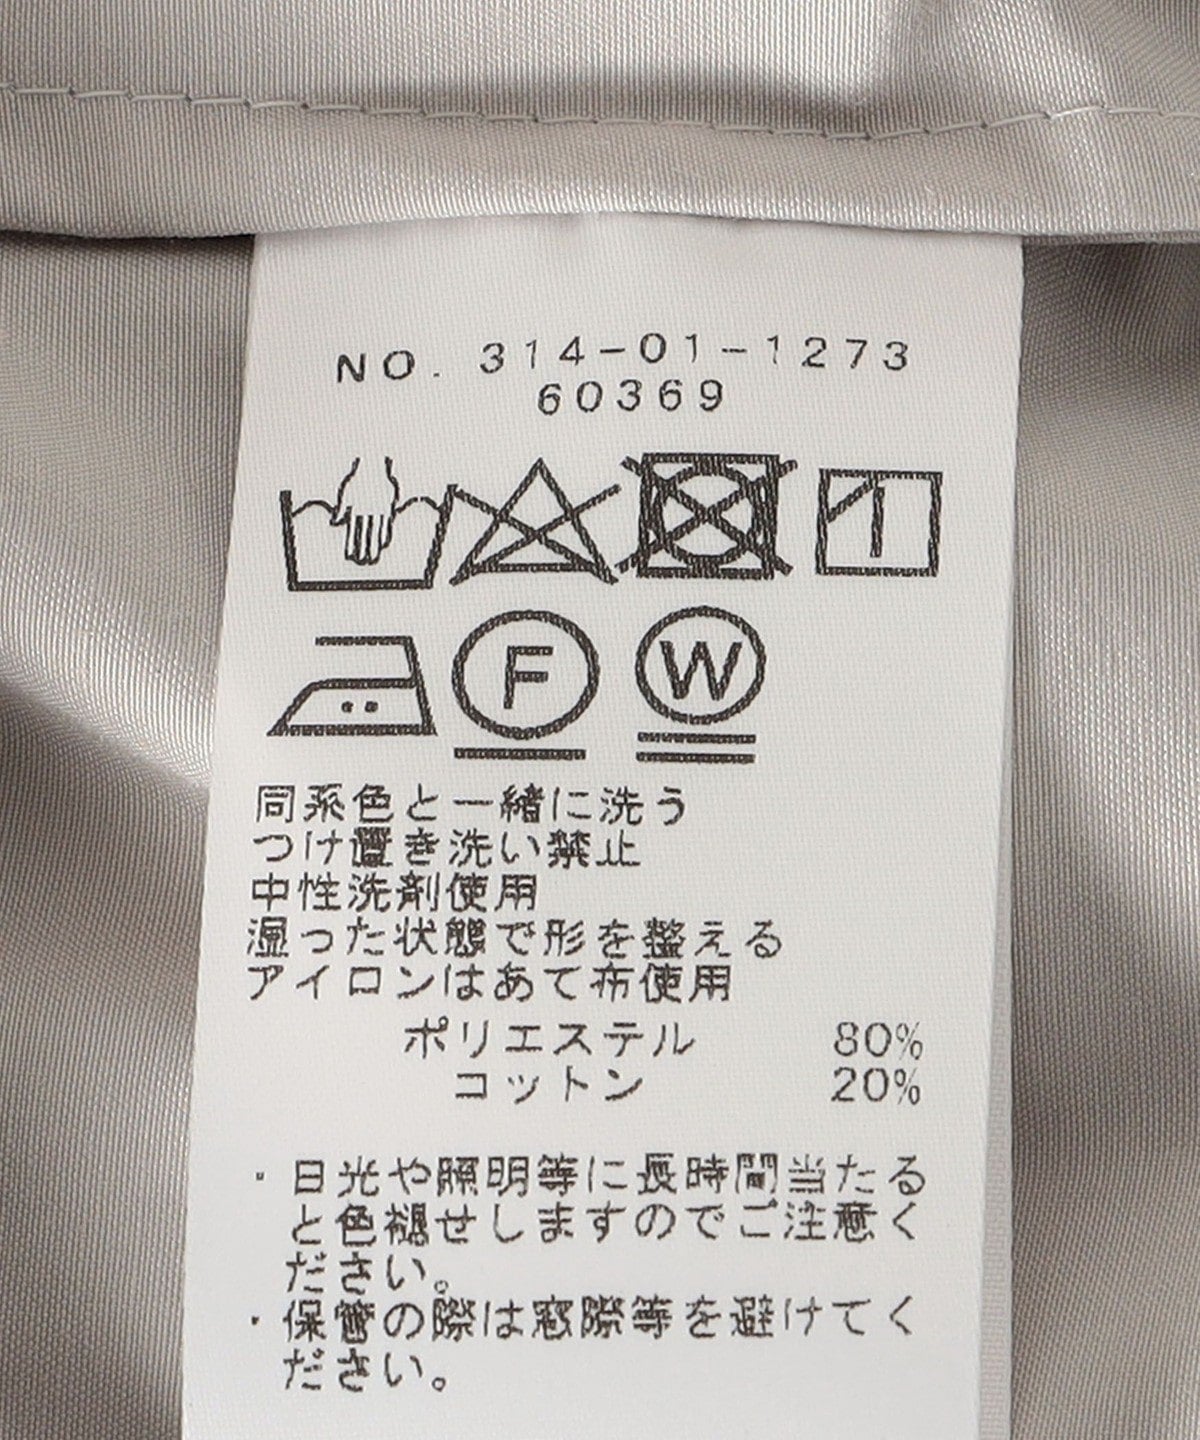 NO. 314-01-1273
60369
F
W
同系色と一緒に洗う
つけ置き洗い禁止
中性洗剤使用
湿った状態で形を整える
アイロンはあて布使用
ポリエステル 80%
コットン 20%
・日光や照明等に長時間当たる
と色褪せしますのでご注意く
ださい。
・保管の際は窓際等を避けてく
ださい。